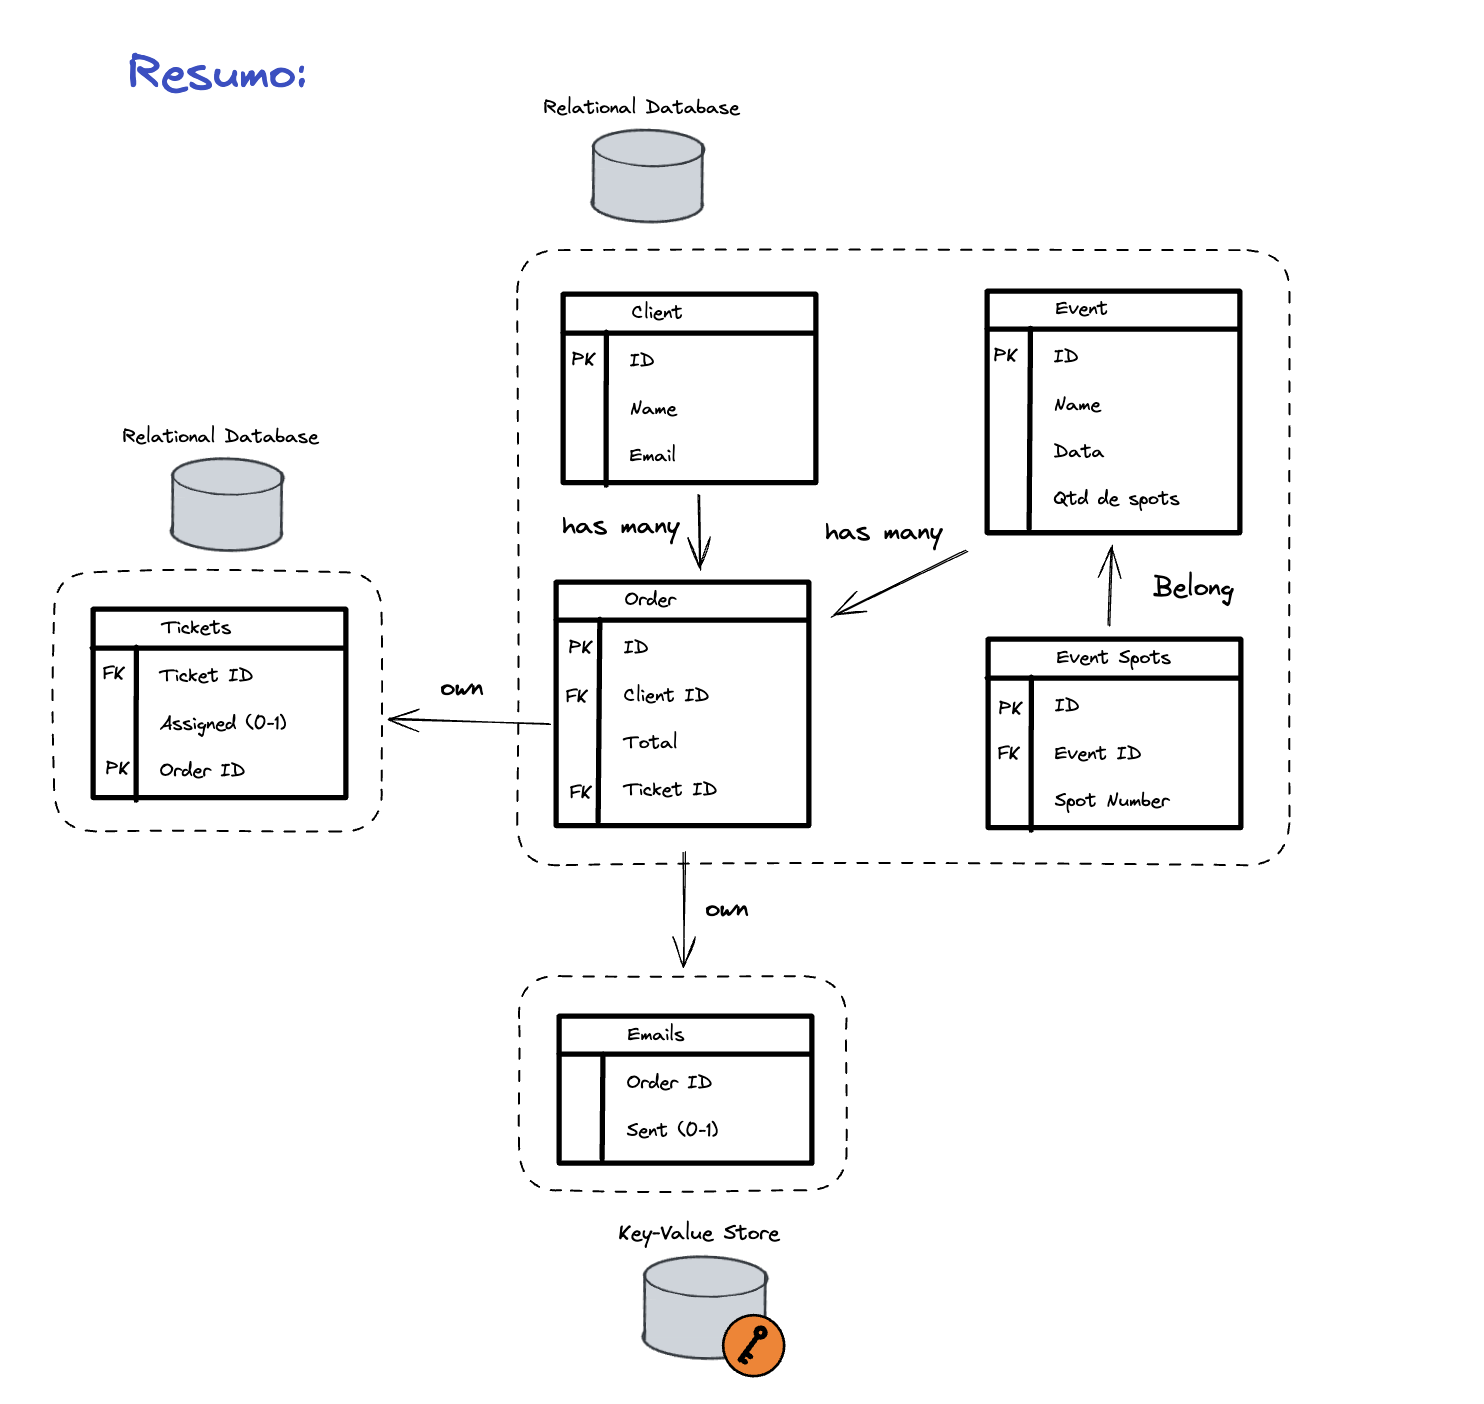 Resumo:
Relational Database
Client
PK ID
Name
Email
Event
PK ID
Name
Data
Qtd de spots
has many
has many
Belong
Relational Database
Tickets
FK Ticket ID
Assigned (0-1)
PK Order ID
own
Order
PK ID
FK Client ID
Total
FK Ticket ID
Event Spots
PK ID
FK Event ID
Spot Number
own
Emails
Order ID
Sent (0-1)
Key-Value Store